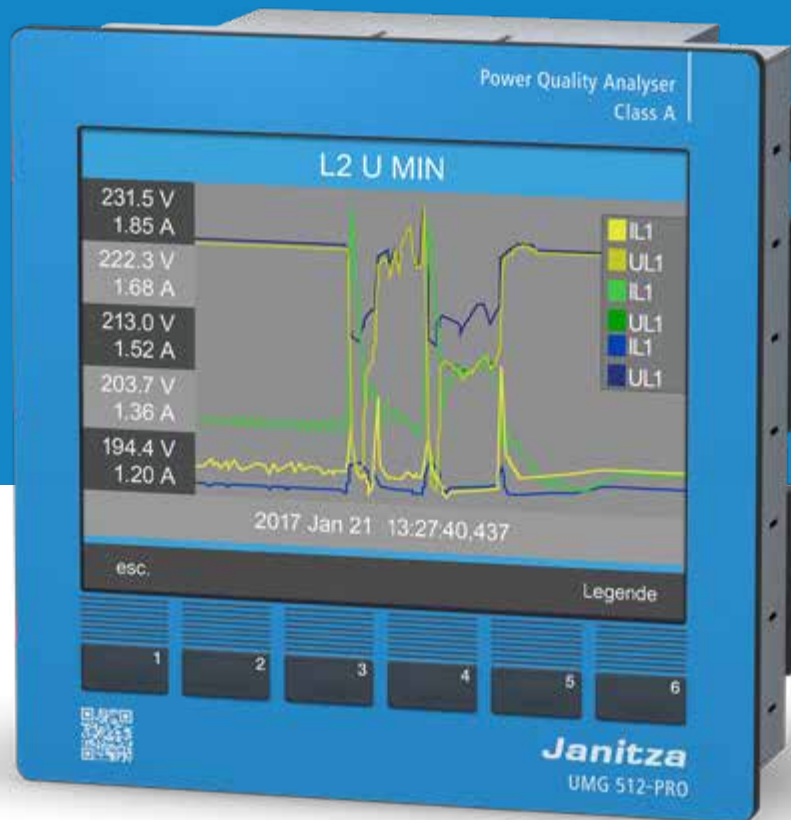 Power Quality Analyser
Class A
L2 U MIN
231.5 V
1.85 A
222.3 V
1.68 A
213.0 V
1.52 A
203.7 V
1.36 A
194.4 V
1.20 A
IL1
UL1
IL1
UL1
IL1
UL1
2017 Jan 21 13:27:40,437
esc.
Legende
1 2 3 4 5 6
Janitza
UMG 512-PRO